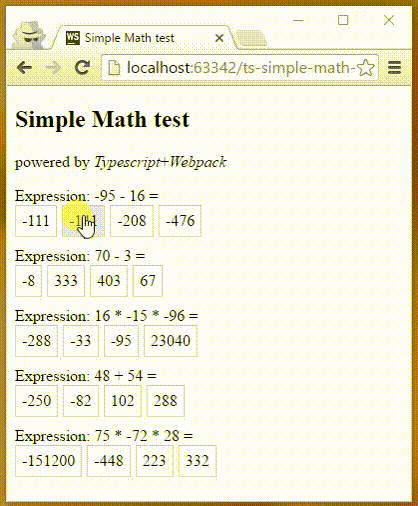 WS Simple Math test
localhost:63342/ts-simple-math-
Simple Math test
powered by Typescript+Webpack
Expression: -95 - 16 =
-111 -208 -476
Expression: 70 - 3 =
-8 333 403 67
Expression: 16 * -15 * -96 =
-288 -33 -95 23040
Expression: 48 + 54 =
-250 -82 102 288
Expression: 75 * -72 * 28 =
-151200 -448 223 332